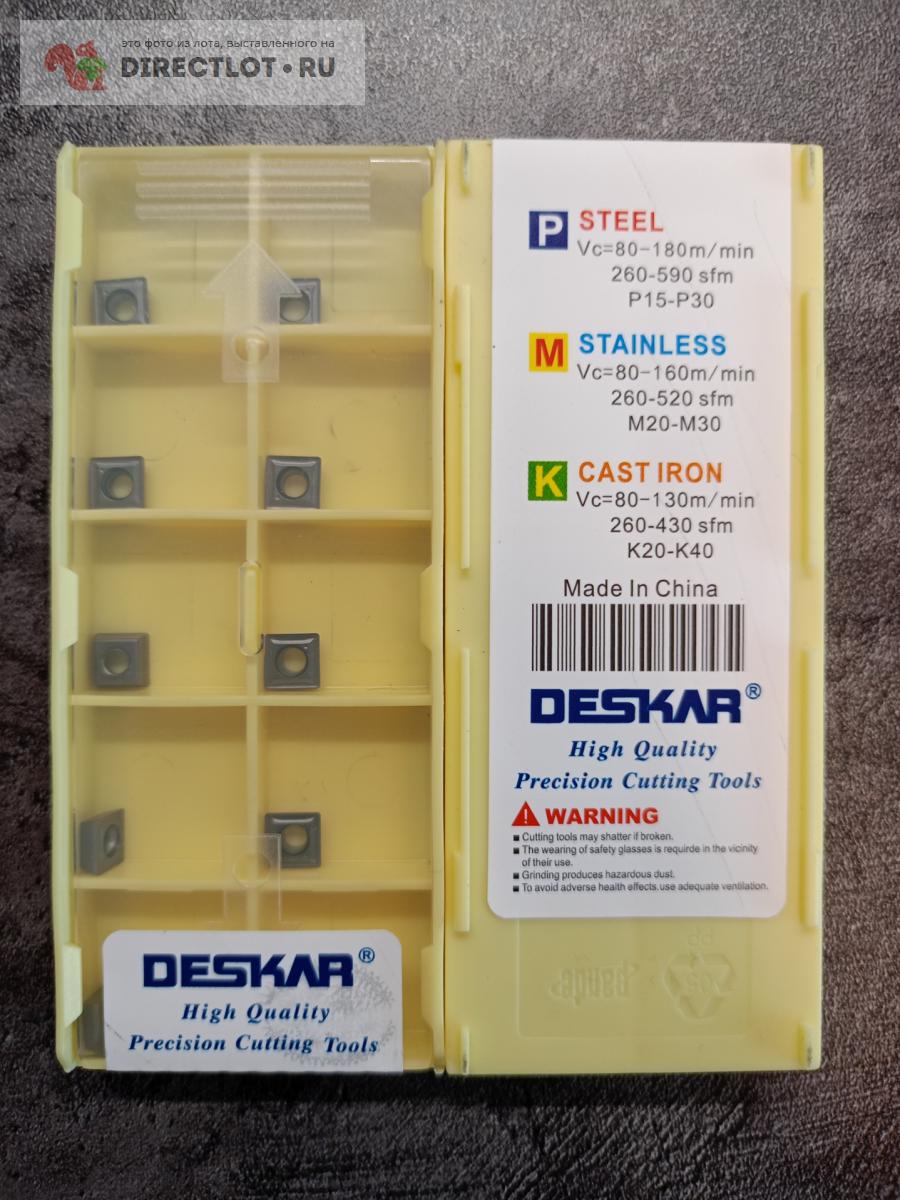 это фото из лота, выставленного на
DIRECTLOT•RU
P STEEL
Vc=80-180m/min
260-590 sfm
P15-P30
M STAINLESS
Vc=80-160m/min
260-520 sfm
M20-M30
K CAST IRON
Vc=80-130m/min
260-430 sfm
K20-K40
Made In China
DESKAR®
High Quality
Precision Cutting Tools
WARNING
■ Cutting tools may shatter if broken.
■ The wearing of safety glasses is requirde in the vicinity
of their use.
■ Grinding produces hazardous dust.
■ To avoid adverse health effects.use adequate ventilation.
PP
05
DESKAR®
High Quality
Precision Cutting Tools